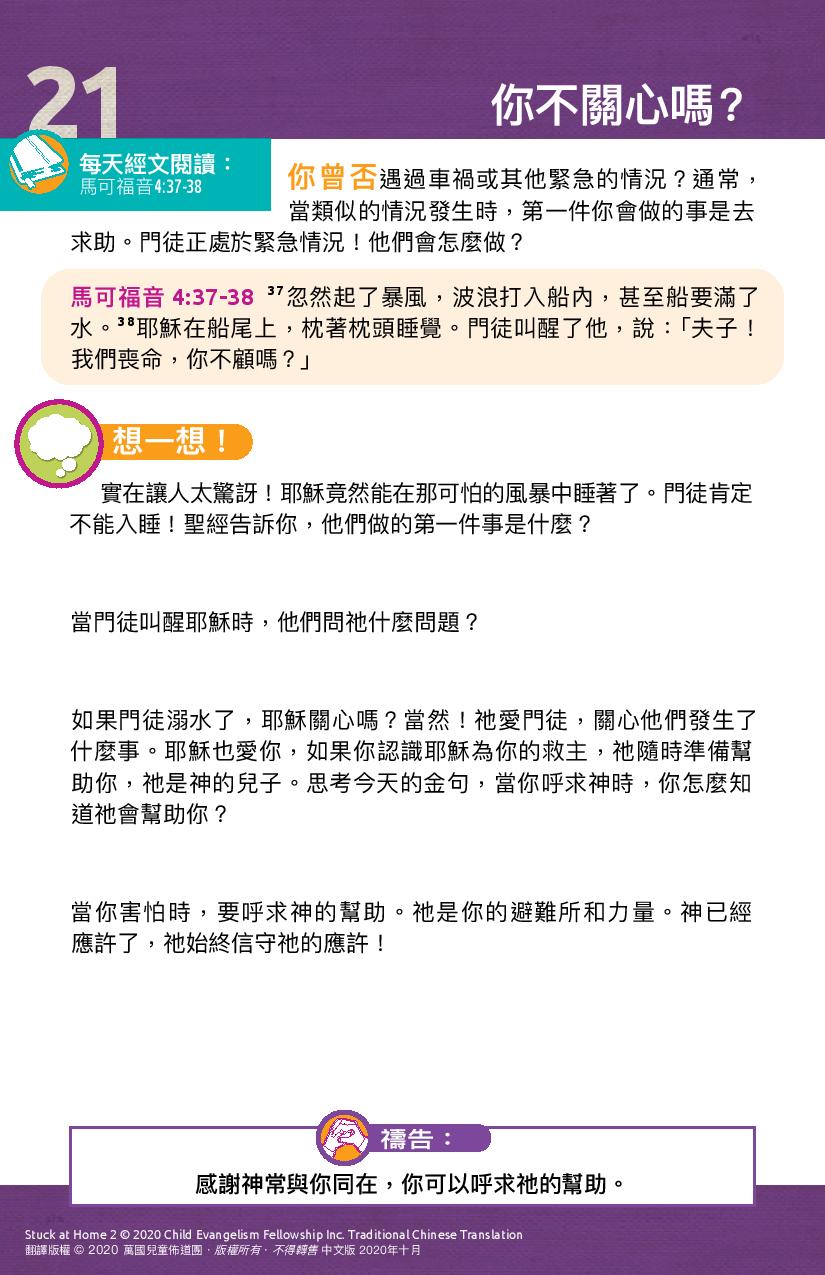 21
你不關心嗎？
每天經文閱讀：
馬可福音4:37-38
你曾否遇過車禍或其他緊急的情況？通常，
當類似的情況發生時，第一件你會做的事是去
求助。門徒正處於緊急情況！他們會怎麼做？
馬可福音 4:37-38 ³⁷忽然起了暴風，波浪打入船內，甚至船要滿了
水。³⁸耶穌在船尾上，枕著枕頭睡覺。門徒叫醒了他，說：「夫子！
我們喪命，你不顧嗎？」
想一想！
實在讓人太驚訝！耶穌竟然能在那可怕的風暴中睡著了。門徒肯定
不能入睡！聖經告訴你，他們做的第一件事是什麼？
當門徒叫醒耶穌時，他們問祂什麼問題？
如果門徒溺水了，耶穌關心嗎？當然！祂愛門徒，關心他們發生了
什麼事。耶穌也愛你，如果你認識耶穌為你的救主，祂隨時準備幫
助你，祂是神的兒子。思考今天的金句，當你呼求神時，你怎麼知
道祂會幫助你？
當你害怕時，要呼求神的幫助。祂是你的避難所和力量。神已經
應許了，祂始終信守祂的應許！
禱告：
感謝神常與你同在，你可以呼求祂的幫助。
Stuck at Home 2 © 2020 Child Evangelism Fellowship Inc. Traditional Chinese Translation
翻譯版權 © 2020 萬國兒童佈道團．版權所有．不得轉售 中文版 2020年十月